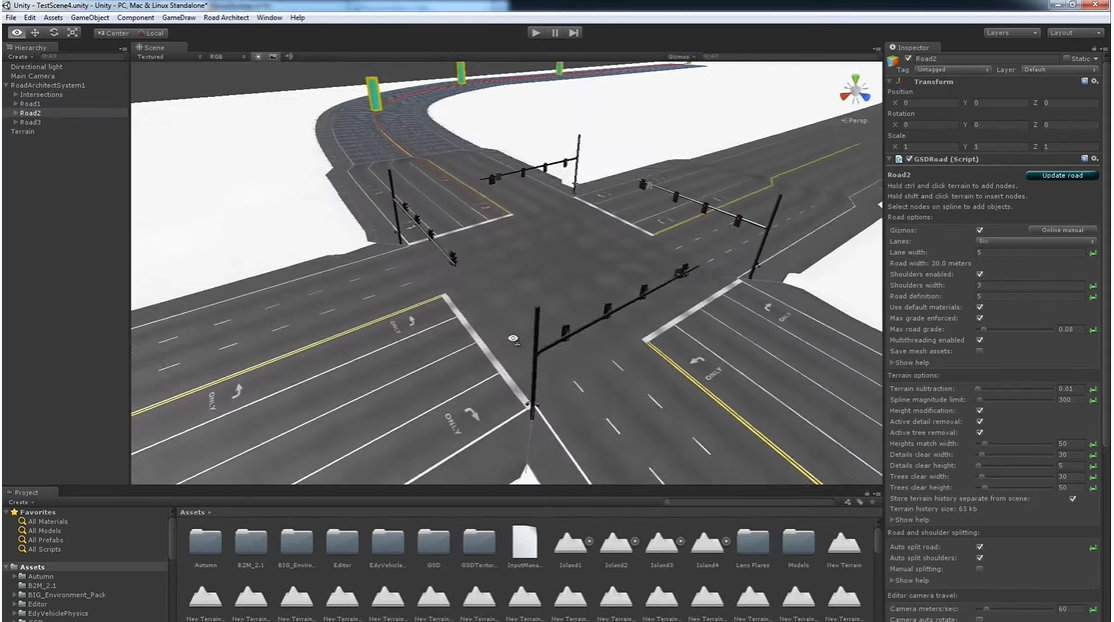 Unity - TestScene4.unity - Unity - PC, Mac & Linux Standalone*
File Edit Assets GameObject Component GameDraw Road Architect Window Help
Center Local Layers Layout
Hierarchy
Create
Directional light
Main Camera
RoadArchitectSystem1
Intersections
Road1
Road2
Road3
Terrain
Scene
Textured RGB Gizmos
Persp
ONLY
ONLY
ONLY
ONLY
ONLY
Inspector
Road2 Static
Tag Untagged Layer Default
Transform
Position
X 0 Y 0 Z 0
Rotation
X 0 Y 0 Z 0
Scale
X 1 Y 1 Z 1
GSDRoad (Script)
Road2 Update road
Hold ctrl and click terrain to add nodes.
Hold shift and click terrain to insert nodes.
Select nodes on spline to add objects.
Road options:
Gizmos: Online manual
Lanes: Six
Lane width: 5
Road width: 30.0 meters
Shoulders enabled:
Shoulders width: 3
Road definition: 5
Use default materials:
Max grade enforced:
Max road grade: 0.08
Multithreading enabled
Save mesh assets:
Show help
Terrain options:
Terrain subtraction: 0.01
Spline magnitude limit: 300
Height modification:
Active detail removal:
Active tree removal:
Heights match width: 50
Details clear width: 30
Details clear height: 5
Trees clear width: 30
Trees clear height: 50
Store terrain history separate from scene:
Terrain history size: 63 kb
Show help
Road and shoulder splitting:
Auto split road:
Auto split shoulders:
Manual splitting:
Show help
Editor camera travel:
Camera meters/sec: 60
Camera auto rotate:
Project
Create
Favorites
All Materials
All Models
All Prefabs
All Scripts
Assets
Autumn
B2M_2.1
BIG_Environment_Pack
Editor
EdyVehiclePhysics
Assets
Autumn B2M_2.1 BIG_Enviro... Editor EdyVehicle... GSD GSDTextur... InputMana... Island1 Island2 Island3 Island4 Lens Flares Models New Terrain
New Terrain... New Terrain... New Terrain... New Terrain... New Terrain... New Terrain... New Terrain... New Terrain... New Terrain... New Terrain... New Terrain... New Terrain... New Terrain... New Terrain... New Terrain...